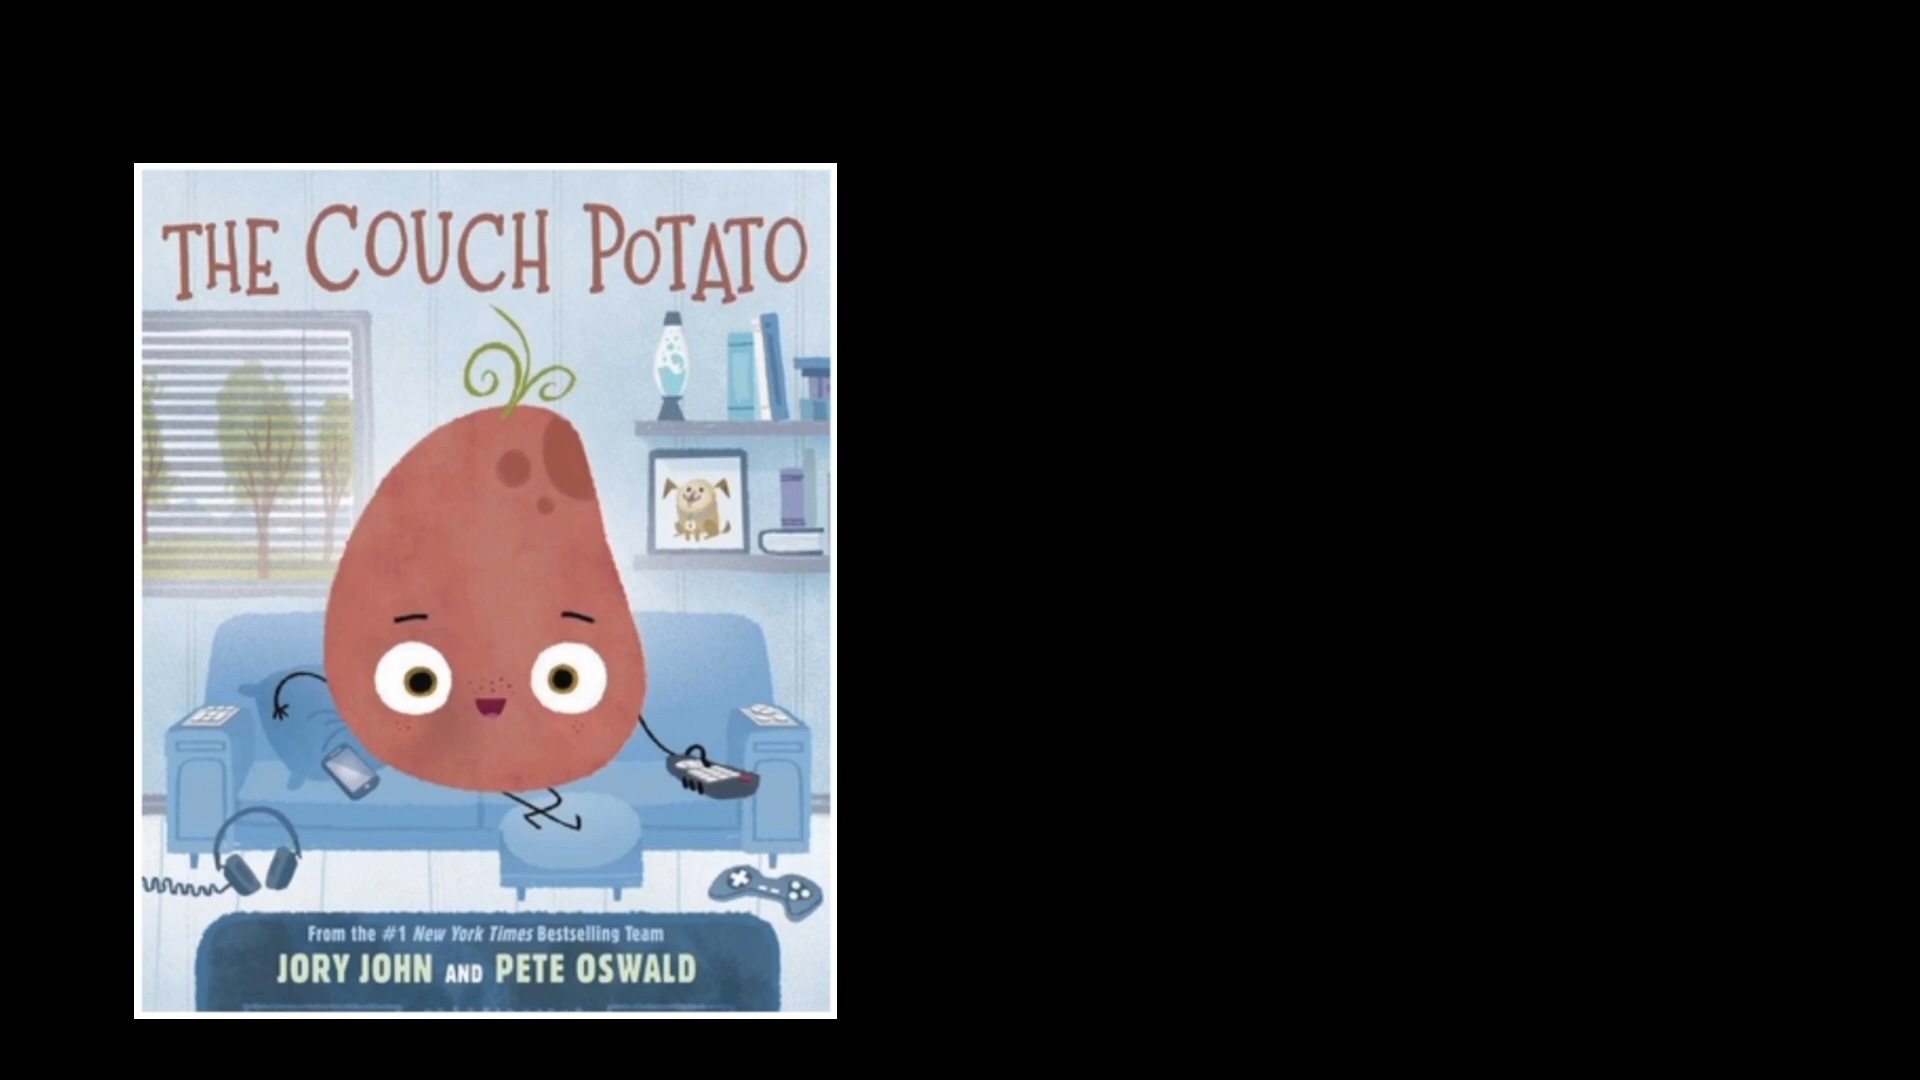 THE COUCH POTATO
From the #1 New York Times Bestselling Team
JORY JOHN AND PETE OSWALD